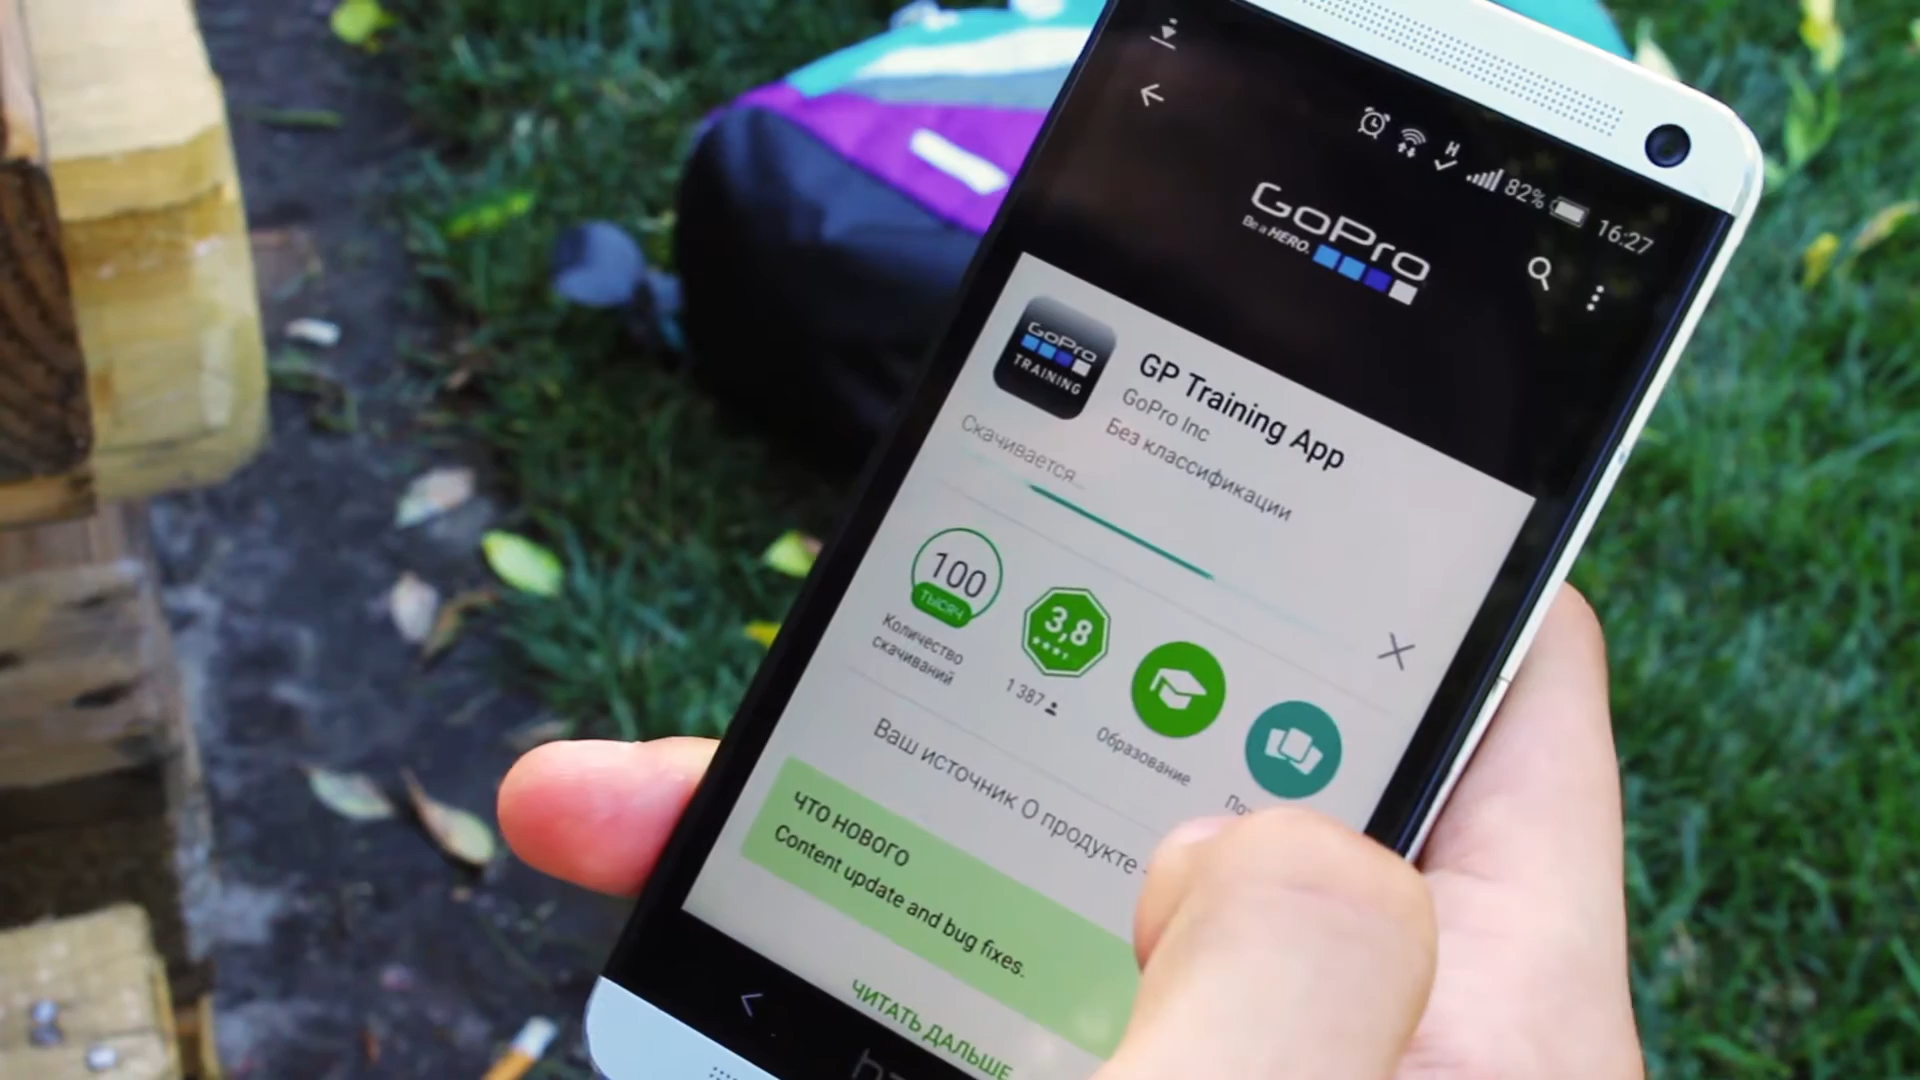 H
82%
16:27
GoPro
Be a HERO.
GoPro
TRAINING
GP Training App
GoPro Inc
Без классификации
Скачивается...
100
ТЫСЯЧ
Количество
скачиваний
3,8
1 387
Образование
Ваш источник О продукте
ЧТО НОВОГО
Content update and bug fixes.
ЧИТАТЬ ДАЛЬШЕ